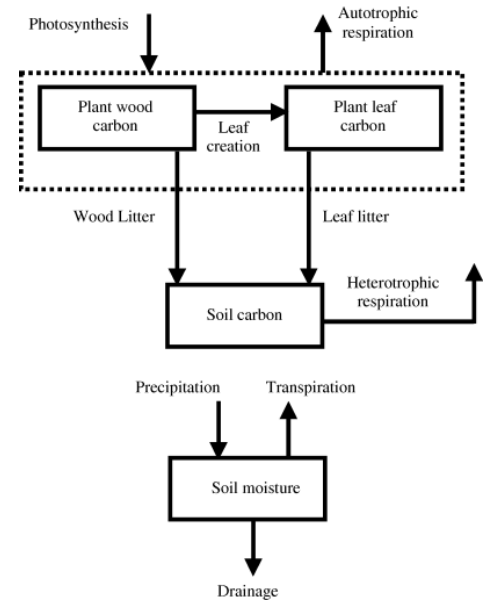 Photosynthesis
Autotrophic
respiration
Plant wood
carbon
Leaf
creation
Plant leaf
carbon
Wood Litter
Leaf litter
Soil carbon
Heterotrophic
respiration
Precipitation
Transpiration
Soil moisture
Drainage